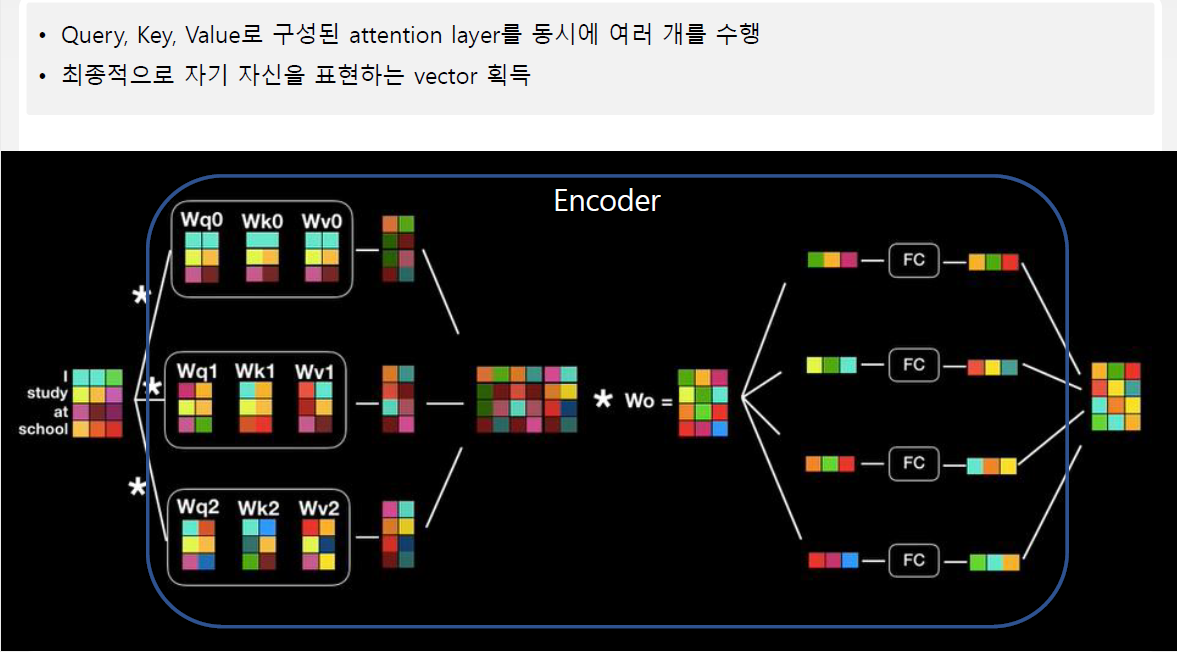 • Query, Key, Value로 구성된 attention layer를 동시에 여러 개를 수행
• 최종적으로 자기 자신을 표현하는 vector 획득
Encoder
Wq0 Wk0 Wv0
*
I
study
at
school
*
Wq1 Wk1 Wv1
*
Wq2 Wk2 Wv2
* Wo =
FC
FC
FC
FC